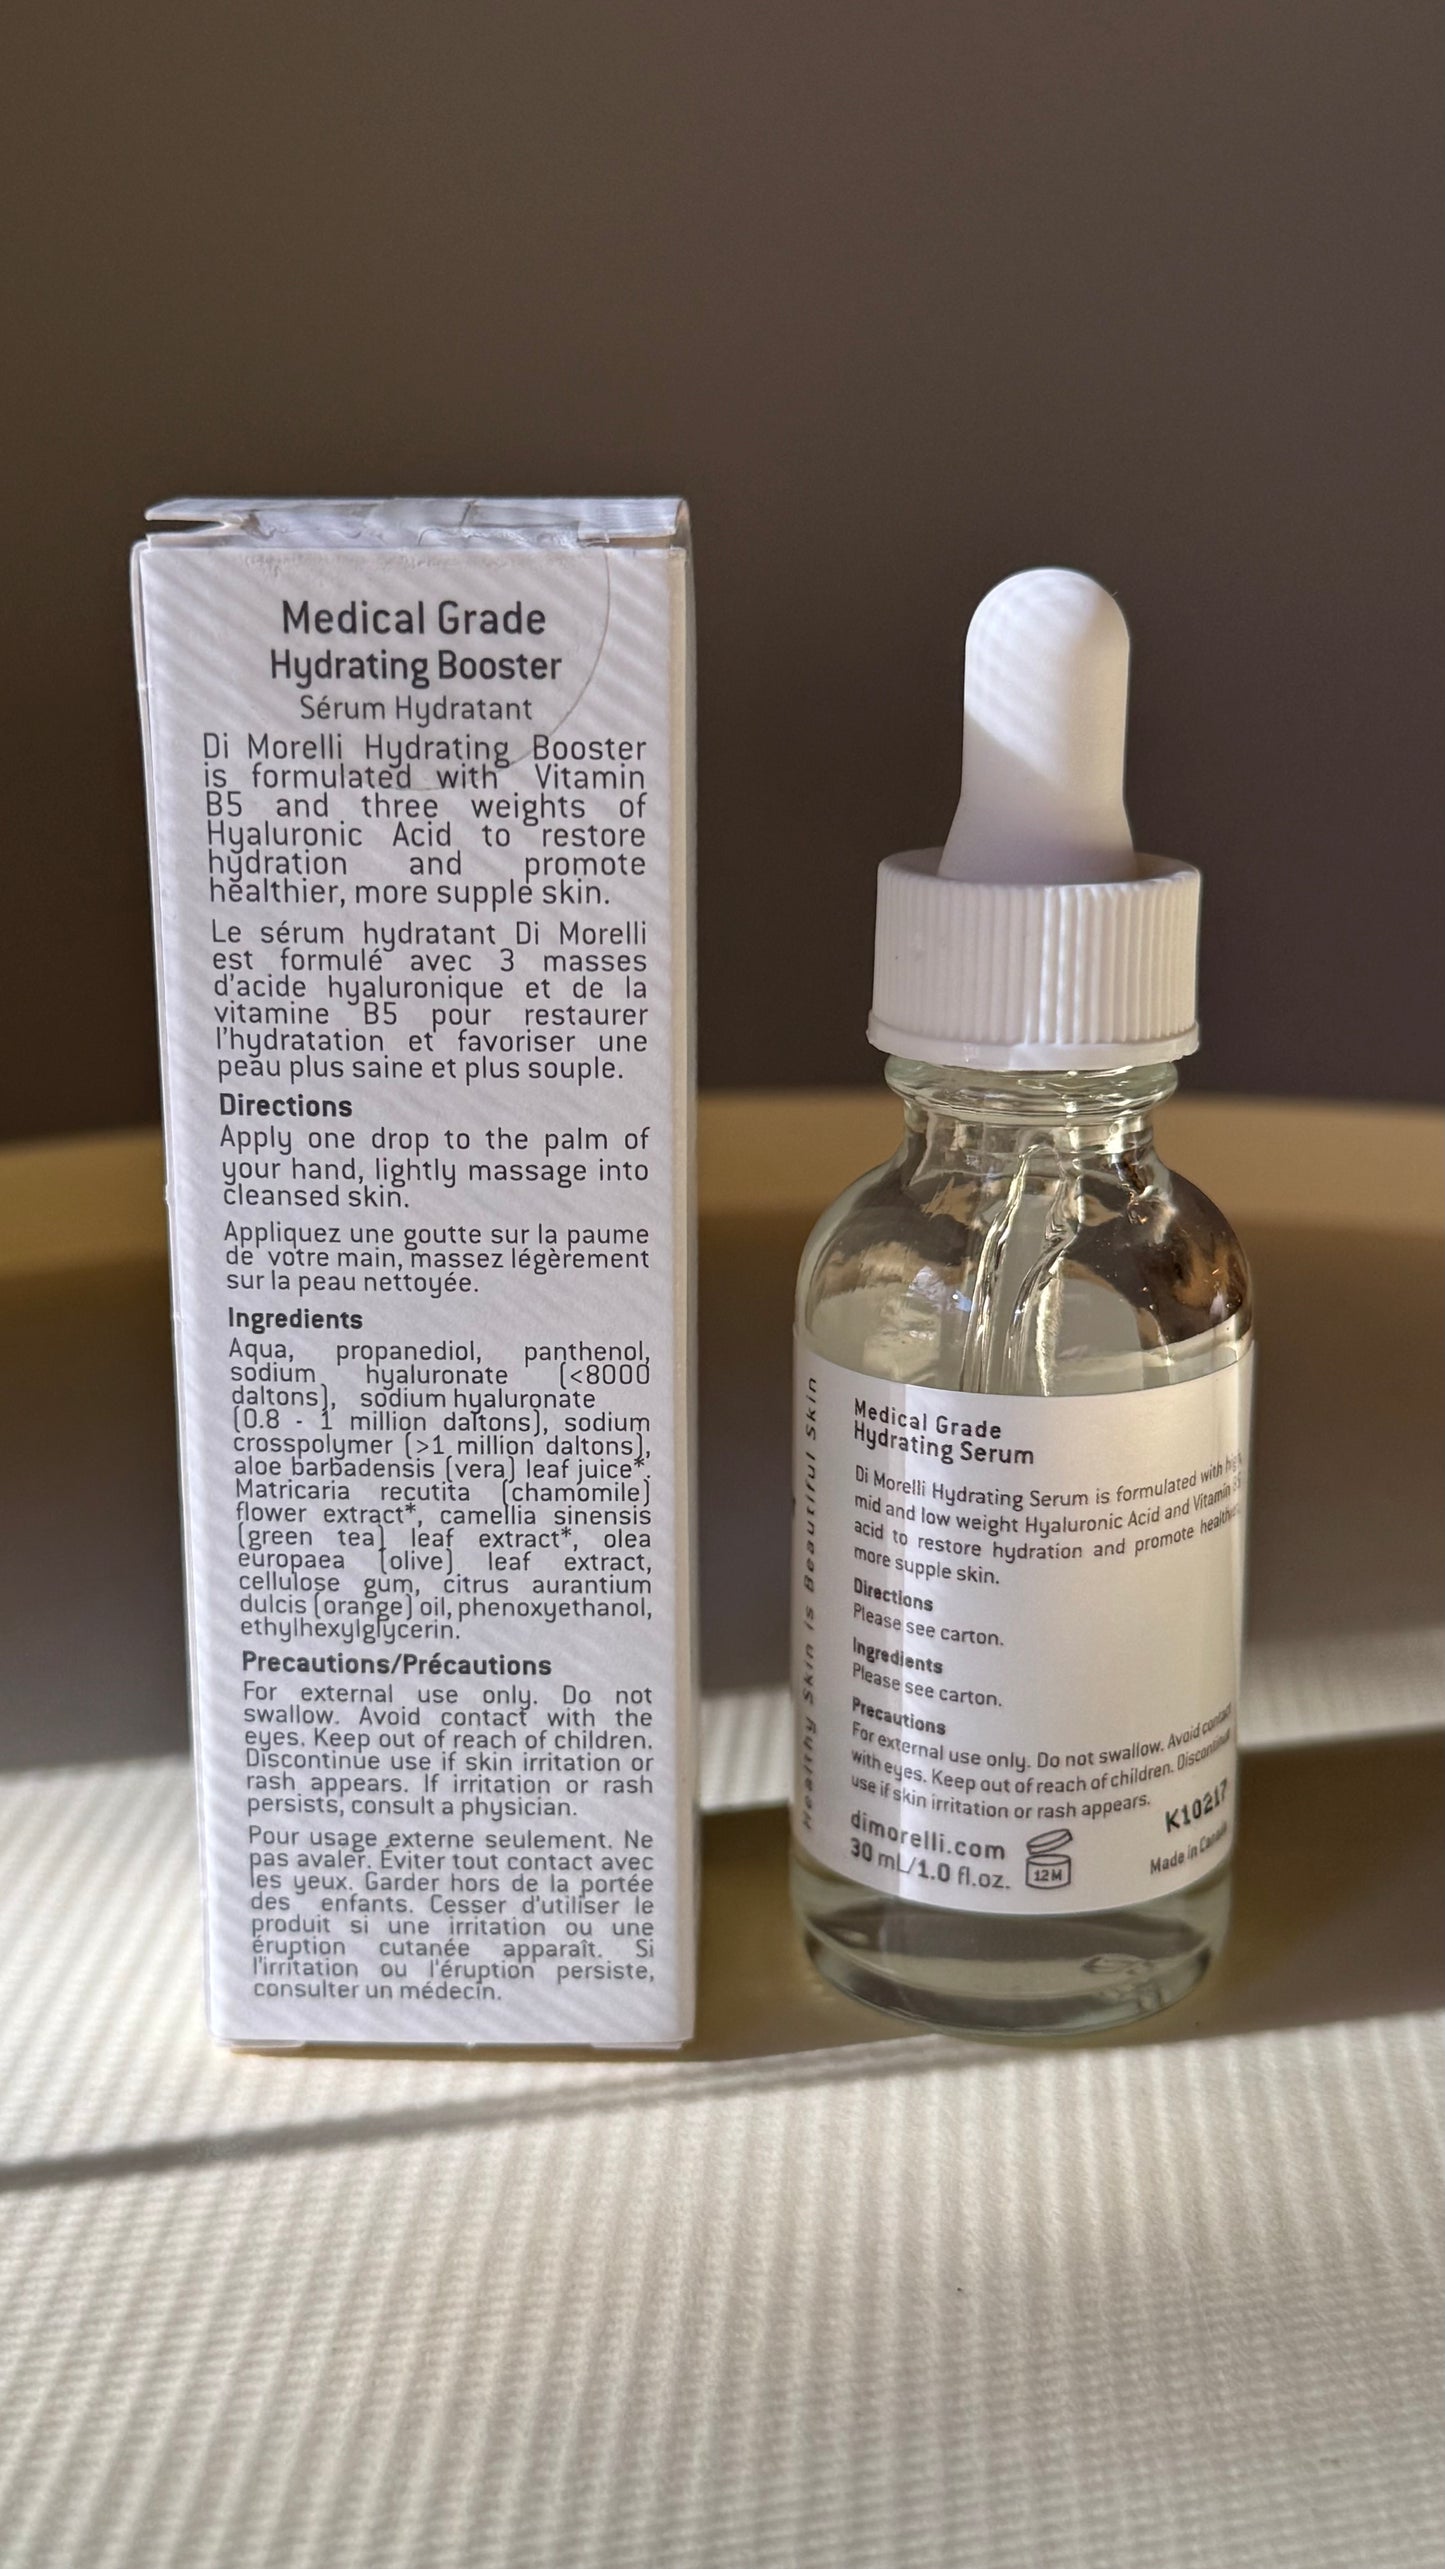 Medical Grade
Hydrating Booster
Sérum Hydratant
Di Morelli Hydrating Booster
is formulated with Vitamin
B5 and three weights of
Hyaluronic Acid to restore
hydration and promote
healthier, more supple skin.
Le sérum hydratant Di Morelli
est formulé avec 3 masses
d'acide hyaluronique et de la
vitamine B5 pour restaurer
l'hydratation et favoriser une
peau plus saine et plus souple.
Directions
Apply one drop to the palm of
your hand, lightly massage into
cleansed skin.
Appliquez une goutte sur la paume
de votre main, massez légèrement
sur la peau nettoyée.
Ingredients
Aqua, propanediol, panthenol,
sodium hyaluronate (<8000
daltons), sodium hyaluronate
(0.8 - 1 million daltons), sodium
crosspolymer (>1 million daltons),
aloe barbadensis (vera) leaf juice*.
Matricaria recutita (chamomile)
flower extract*, camellia sinensis
(green tea) leaf extract*, olea
europaea (olive) leaf extract,
cellulose gum, citrus aurantium
dulcis (orange) oil, phenoxyethanol,
ethylhexylglycerin.
Precautions/Précautions
For external use only. Do not
swallow. Avoid contact with the
eyes. Keep out of reach of children.
Discontinue use if skin irritation or
rash appears. If irritation or rash
persists, consult a physician.
Pour usage externe seulement. Ne
pas avaler. Éviter tout contact avec
les yeux. Garder hors de la portée
des enfants. Cesser d'utiliser le
produit si une irritation ou une
éruption cutanée apparaît. Si
l'irritation ou l'éruption persiste,
consulter un médecin.
Healthy Skin is Beautiful Skin
Medical Grade
Hydrating Serum
Di Morelli Hydrating Serum is formulated with
mid and low weight Hyaluronic Acid and Vitamin
acid to restore hydration and promote
more supple skin.
Directions
Please see carton.
Ingredients
Please see carton.
Precautions
For external use only. Do not swallow. Avoid contact
with eyes. Keep out of reach of children. Discontinue
use if skin irritation or rash appears.
K10217
dimorelli.com
30 mL/1.0 fl.oz.
12M
Made in Canada